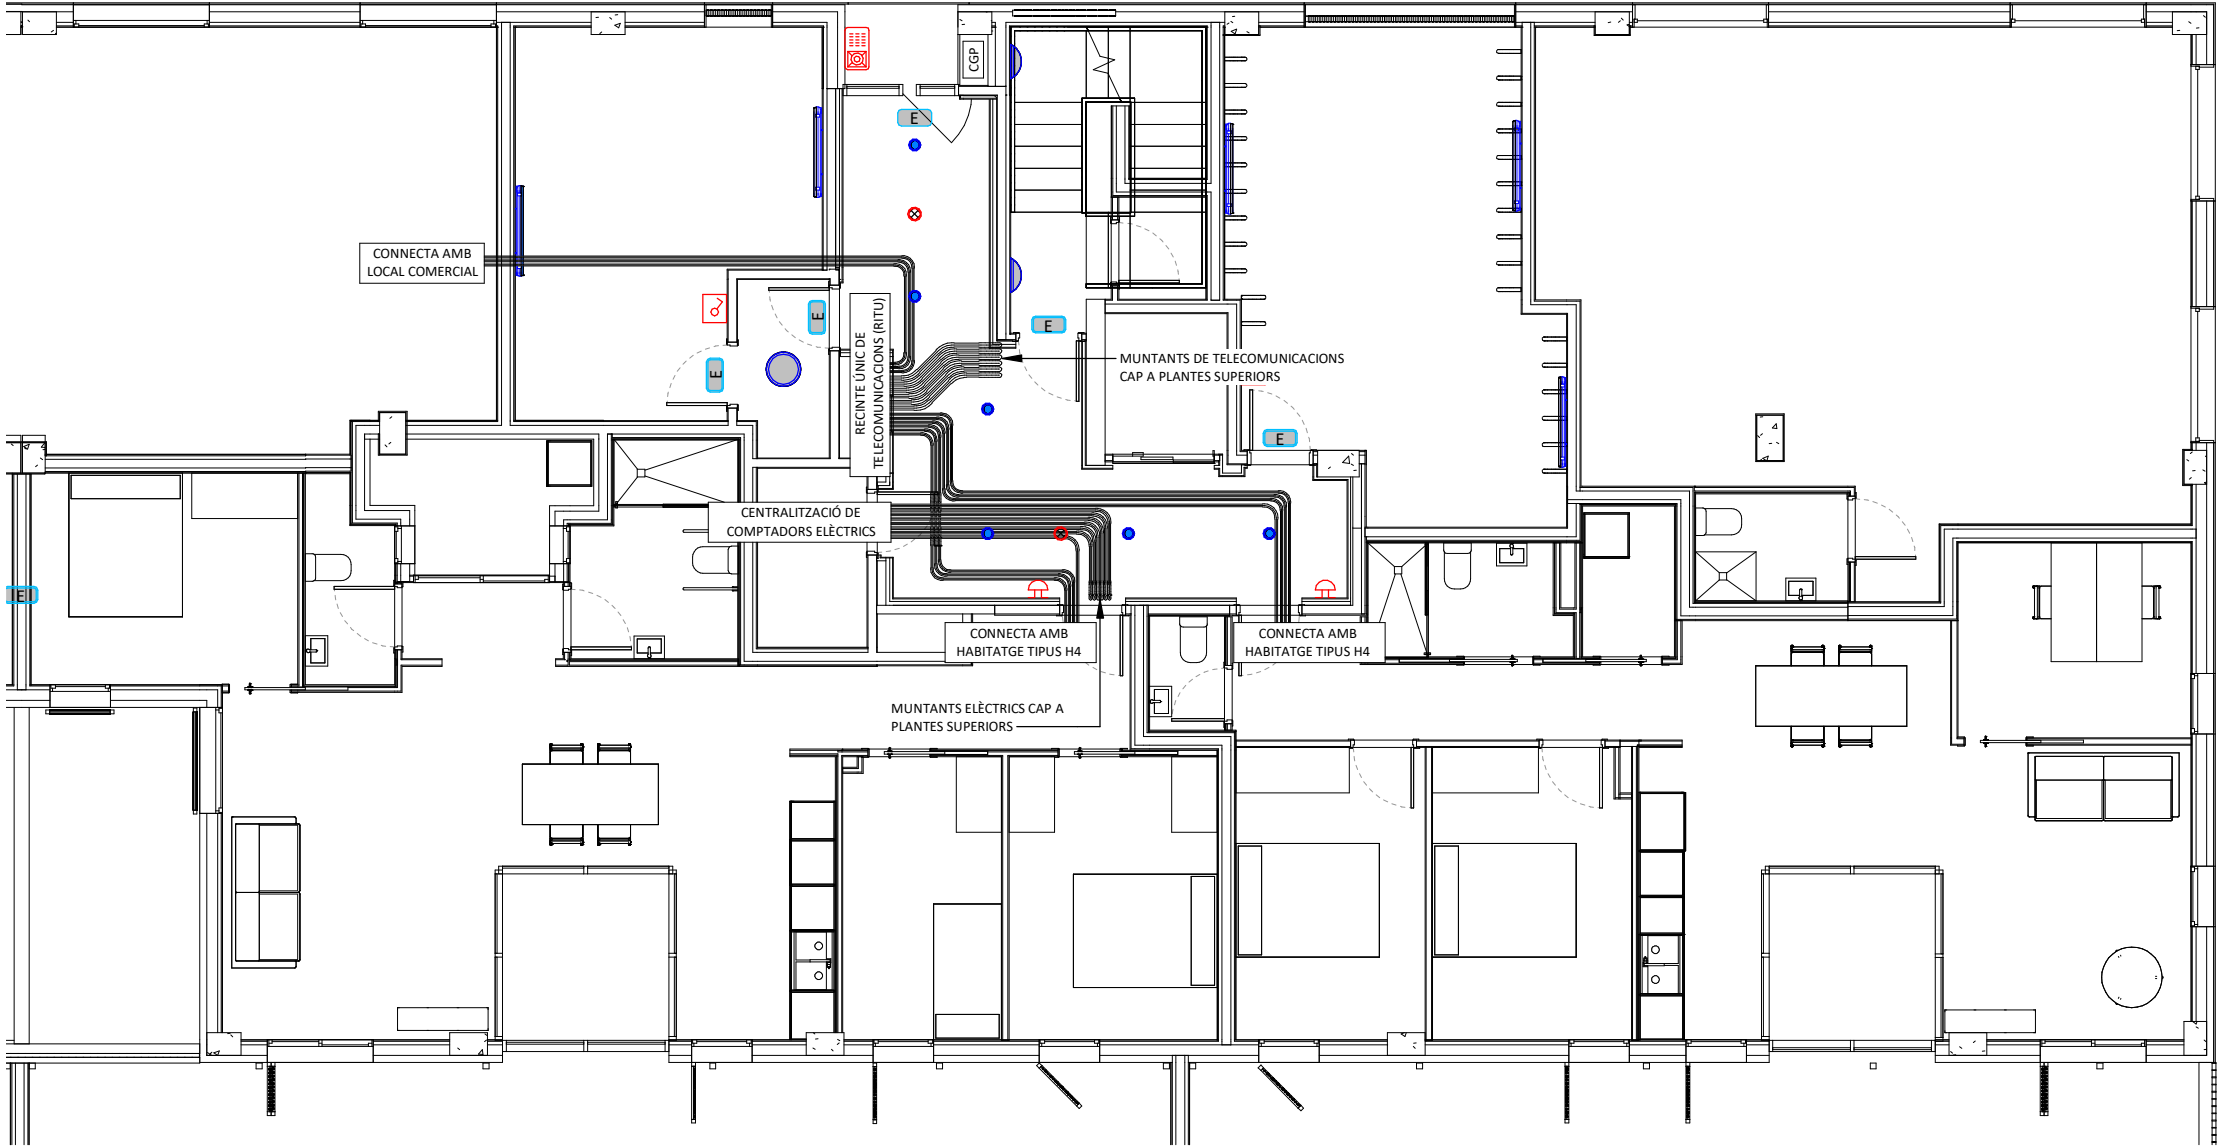 CGP
E
CONNECTA AMB
LOCAL COMERCIAL
E
E
E
RECINTE ÚNIC DE
TELECOMUNICACIONS (RITU)
MUNTANTS DE TELECOMUNICACIONS
CAP A PLANTES SUPERIORS
E
CENTRALITZACIÓ DE
COMPTADORS ELÈCTRICS
E
CONNECTA AMB
HABITATGE TIPUS H4
CONNECTA AMB
HABITATGE TIPUS H4
MUNTANTS ELÈCTRICS CAP A
PLANTES SUPERIORS